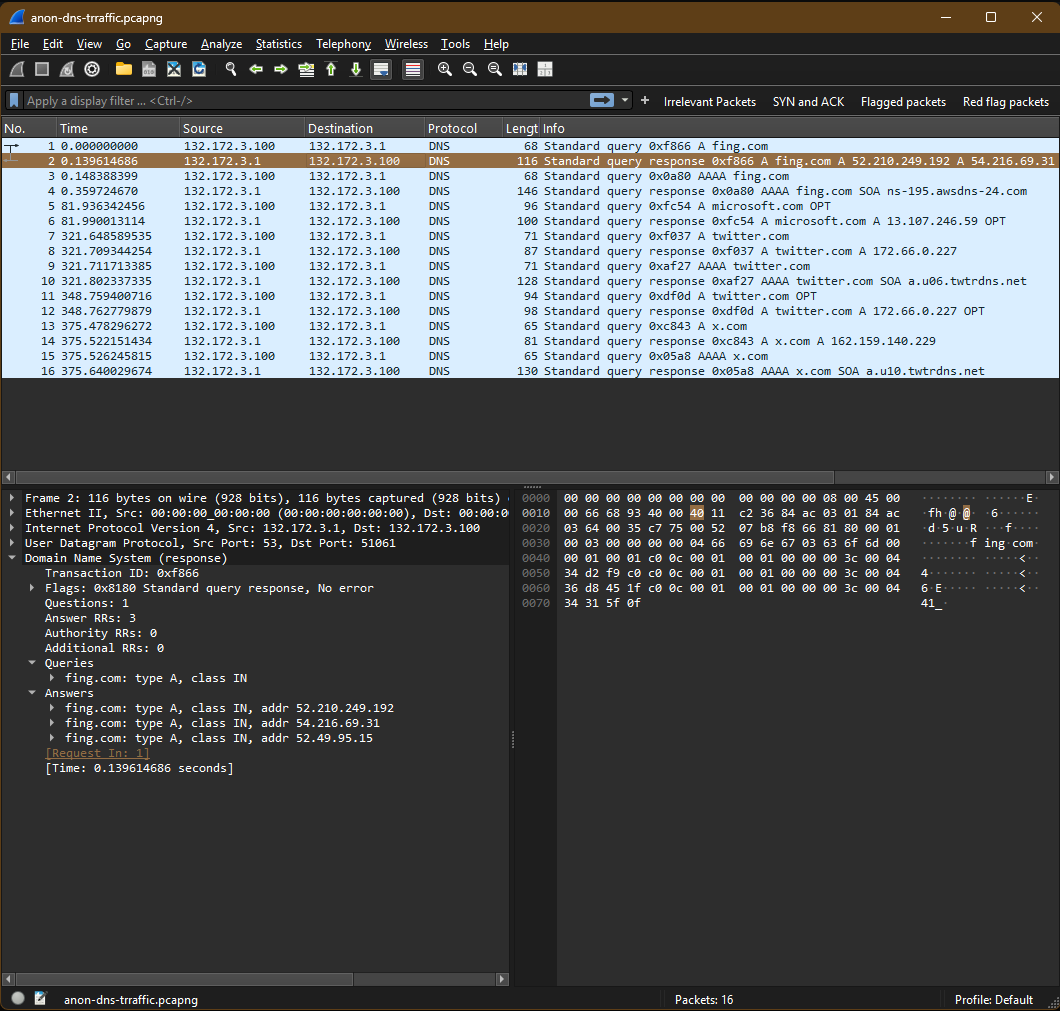 anon-dns-trraffic.pcapng
File Edit View Go Capture Analyze Statistics Telephony Wireless Tools Help
Apply a display filter ... <Ctrl-/>
+ Irrelevant Packets SYN and ACK Flagged packets Red flag packets
No. Time Source Destination Protocol Lengt Info
1 0.000000000 132.172.3.100 132.172.3.1 DNS 68 Standard query 0xf866 A fing.com
2 0.139614686 132.172.3.1 132.172.3.100 DNS 116 Standard query response 0xf866 A fing.com A 52.210.249.192 A 54.216.69.31
3 0.148388399 132.172.3.100 132.172.3.1 DNS 68 Standard query 0x0a80 AAAA fing.com
4 0.359724670 132.172.3.1 132.172.3.100 DNS 146 Standard query response 0x0a80 AAAA fing.com SOA ns-195.awsdns-24.com
5 81.936342456 132.172.3.100 132.172.3.1 DNS 96 Standard query 0xfc54 A microsoft.com OPT
6 81.990013114 132.172.3.1 132.172.3.100 DNS 100 Standard query response 0xfc54 A microsoft.com A 13.107.246.59 OPT
7 321.648589535 132.172.3.100 132.172.3.1 DNS 71 Standard query 0xf037 A twitter.com
8 321.709344254 132.172.3.1 132.172.3.100 DNS 87 Standard query response 0xf037 A twitter.com A 172.66.0.227
9 321.711713385 132.172.3.100 132.172.3.1 DNS 71 Standard query 0xaf27 AAAA twitter.com
10 321.802337335 132.172.3.1 132.172.3.100 DNS 128 Standard query response 0xaf27 AAAA twitter.com SOA a.u06.twtrdns.net
11 348.759400716 132.172.3.100 132.172.3.1 DNS 94 Standard query 0xdf0d A twitter.com OPT
12 348.762779879 132.172.3.1 132.172.3.100 DNS 98 Standard query response 0xdf0d A twitter.com A 172.66.0.227 OPT
13 375.478296272 132.172.3.100 132.172.3.1 DNS 65 Standard query 0xc843 A x.com
14 375.522151434 132.172.3.1 132.172.3.100 DNS 81 Standard query response 0xc843 A x.com A 162.159.140.229
15 375.526245815 132.172.3.100 132.172.3.1 DNS 65 Standard query 0x05a8 AAAA x.com
16 375.640029674 132.172.3.1 132.172.3.100 DNS 130 Standard query response 0x05a8 AAAA x.com SOA a.u10.twtrdns.net
Frame 2: 116 bytes on wire (928 bits), 116 bytes captured (928 bits)
Ethernet II, Src: 00:00:00_00:00:00 (00:00:00:00:00:00), Dst: 00:00:0
Internet Protocol Version 4, Src: 132.172.3.1, Dst: 132.172.3.100
User Datagram Protocol, Src Port: 53, Dst Port: 51061
Domain Name System (response)
Transaction ID: 0xf866
Flags: 0x8180 Standard query response, No error
Questions: 1
Answer RRs: 3
Authority RRs: 0
Additional RRs: 0
Queries
fing.com: type A, class IN
Answers
fing.com: type A, class IN, addr 52.210.249.192
fing.com: type A, class IN, addr 54.216.69.31
fing.com: type A, class IN, addr 52.49.95.15
[Request In: 1]
[Time: 0.139614686 seconds]
0000 00 00 00 00 00 00 00 00 00 00 00 00 08 00 45 00 ········ ······E·
0010 00 66 68 93 40 00 40 11 c2 36 84 ac 03 01 84 ac ·fh·@·@· ·6······
0020 03 64 00 35 c7 75 00 52 07 b8 f8 66 81 80 00 01 ·d·5·u·R ···f····
0030 00 03 00 00 00 00 04 66 69 6e 67 03 63 6f 6d 00 ·······f ing·com·
0040 00 01 00 01 c0 0c 00 01 00 01 00 00 00 3c 00 04 ········ ·····<··
0050 34 d2 f9 c0 c0 0c 00 01 00 01 00 00 00 3c 00 04 4······· ·····<··
0060 36 d8 45 1f c0 0c 00 01 00 01 00 00 00 3c 00 04 6·E····· ·····<··
0070 34 31 5f 0f 41_·
anon-dns-trraffic.pcapng Packets: 16 Profile: Default